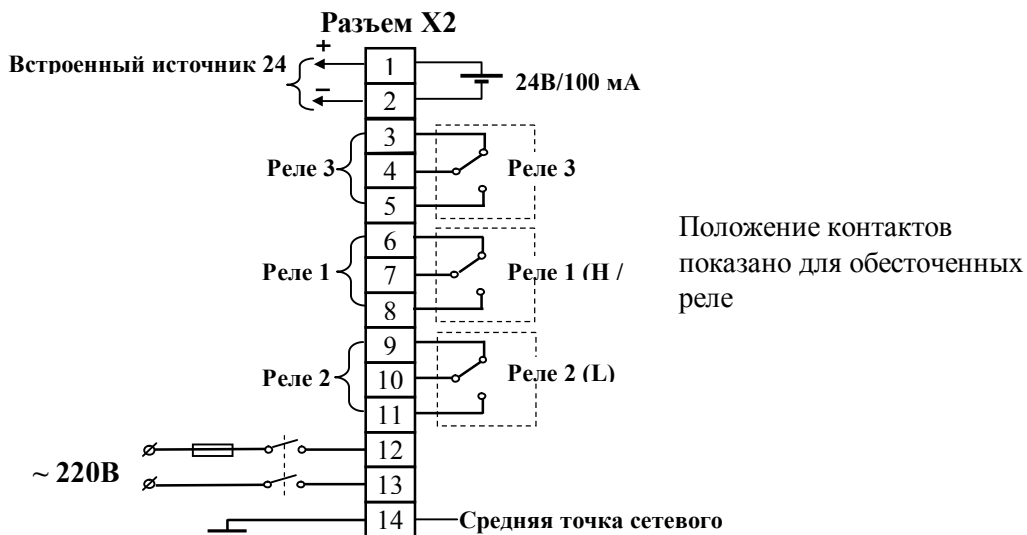 Разъем X2
Встроенный источник 24
+
–
1
2
24В/100 мА
Реле 3
3
4
5
Реле 3
Реле 1
6
7
8
Реле 1 (H /
Положение контактов
показано для обесточенных
реле
Реле 2
9
10
11
Реле 2 (L)
~ 220В
12
13
14
Средняя точка сетевого